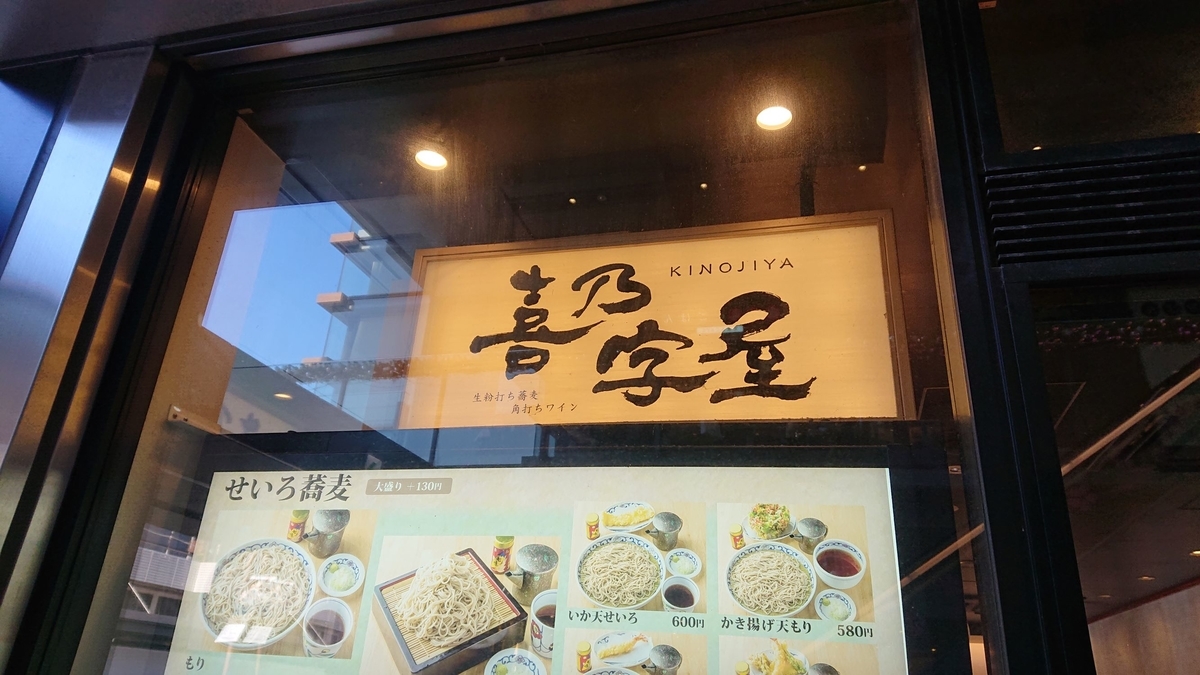 喜乃字屋
KINOJIYA
生粉打ち蕎麦
角打ちワイン
せいろ蕎麦
大盛り +130円
いか天せいろ 600円
かき揚げ天もり 580円
もり